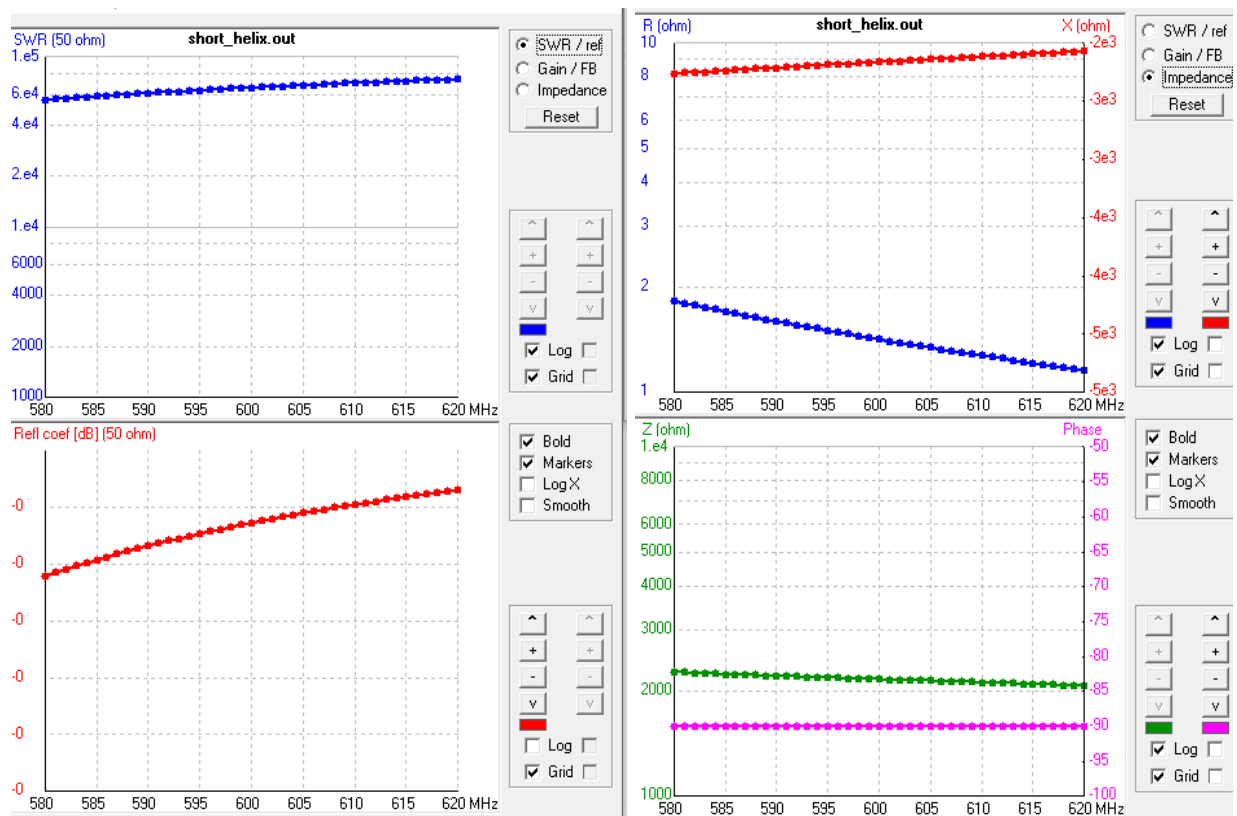 SWR (50 ohm) short_helix.out
1.e5
6.e4
4.e4
2.e4
1.e4
6000
4000
2000
1000
580 585 590 595 600 605 610 615 620 MHz
SWR / ref
Gain / FB
Impedance
Reset
^ ^
+ +
- -
v v
Log
Grid
Refl coef [dB] (50 ohm)
-0
-0
-0
-0
-0
-0
580 585 590 595 600 605 610 615 620 MHz
Bold
Markers
Log X
Smooth
^ ^
+ +
- -
v v
Log
Grid
R (ohm) short_helix.out X (ohm)
10 -2e3
8 -3e3
6 -3e3
5 -4e3
4 -4e3
3 -5e3
2 -5e3
1
580 585 590 595 600 605 610 615 620 MHz
SWR / ref
Gain / FB
Impedance
Reset
^ ^
+ +
- -
v v
Log
Grid
Z (ohm) Phase
1.e4 -50
8000 -55
6000 -60
5000 -65
4000 -70
3000 -75
2000 -80
1000 -85
-90
-95
-100
580 585 590 595 600 605 610 615 620 MHz
Bold
Markers
Log X
Smooth
^ ^
+ +
- -
v v
Log
Grid